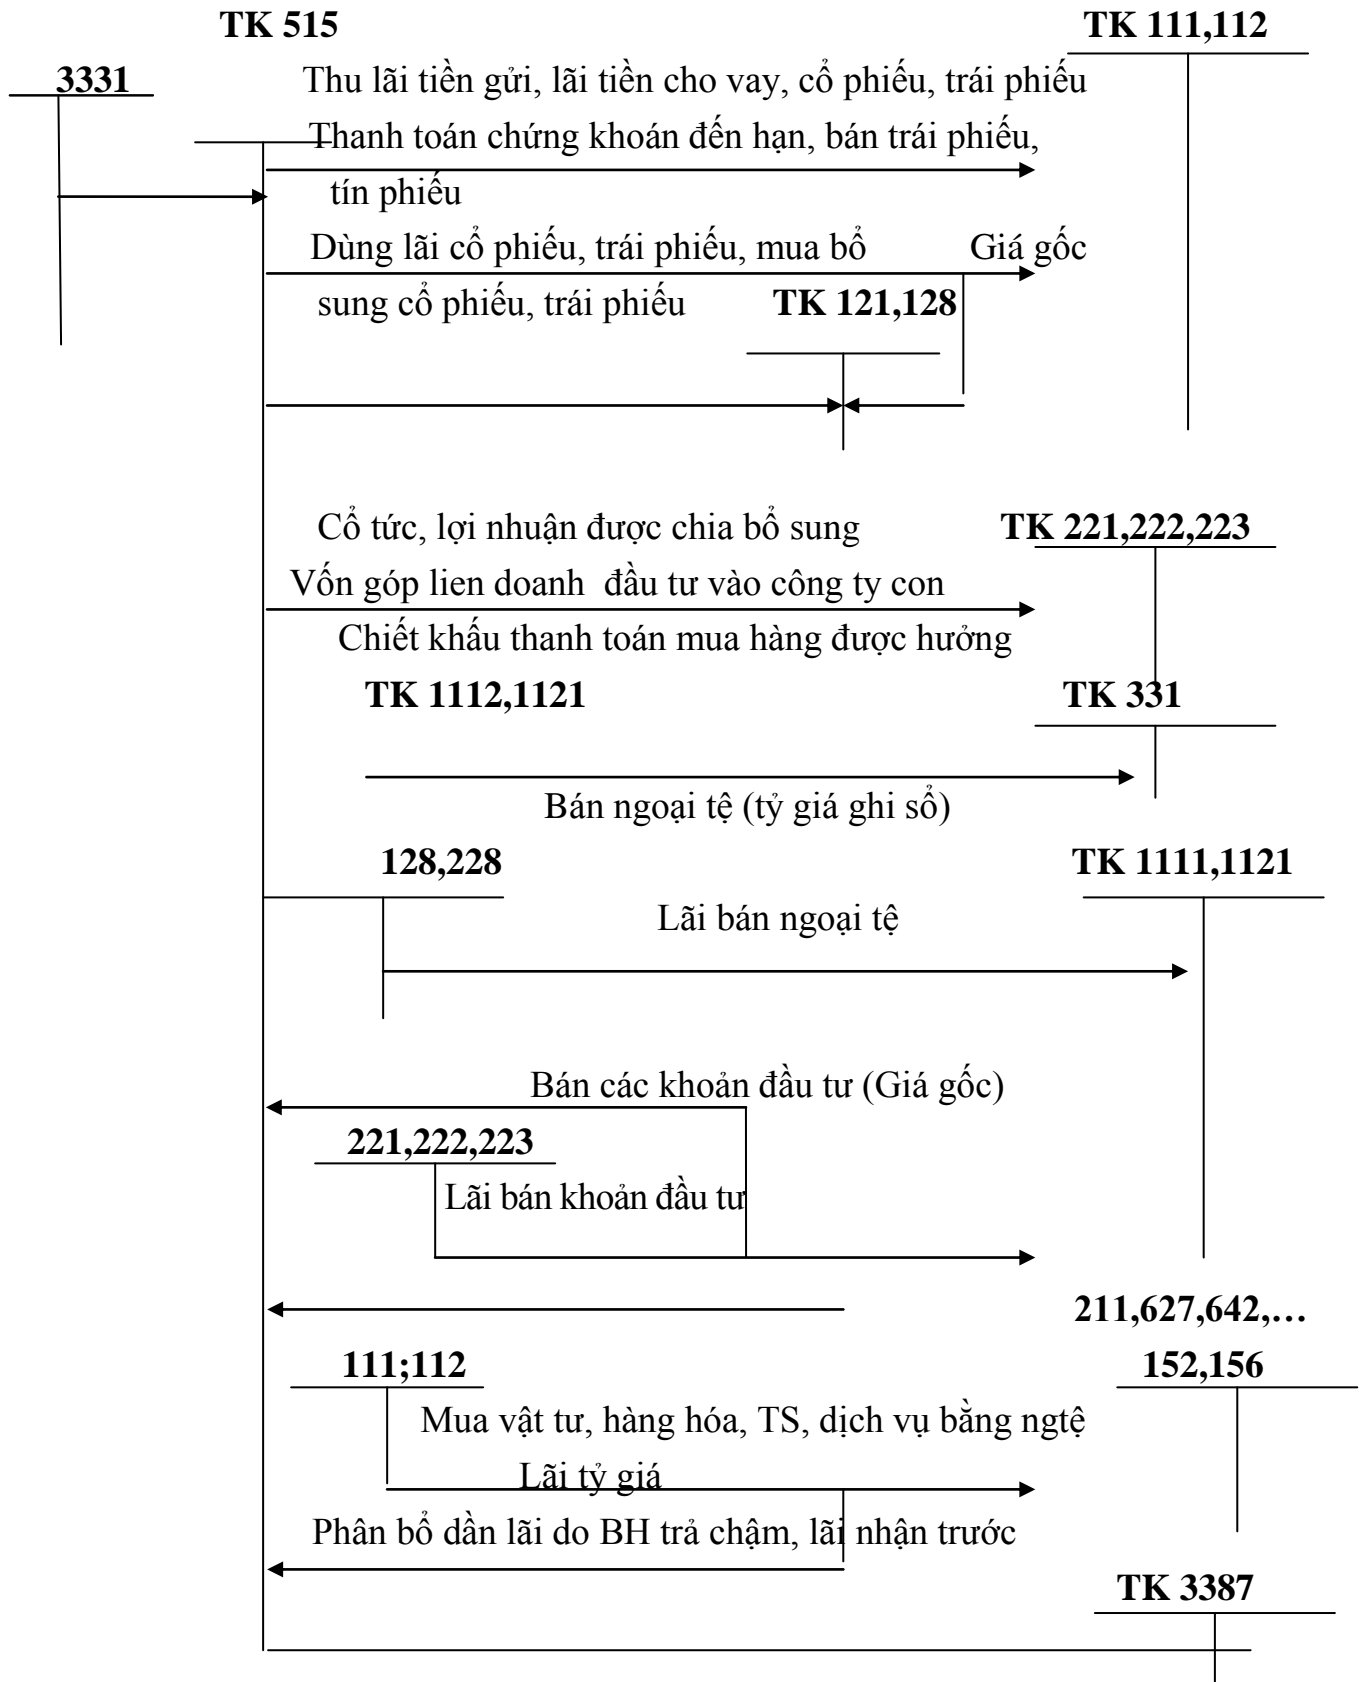 TK 515 TK 111,112
3331 Thu lãi tiền gửi, lãi tiền cho vay, cổ phiếu, trái phiếu
Thanh toán chứng khoán đến hạn, bán trái phiếu,
tín phiếu
Dùng lãi cổ phiếu, trái phiếu, mua bổ Giá gốc
sung cổ phiếu, trái phiếu TK 121,128
Cổ tức, lợi nhuận được chia bổ sung TK 221,222,223
Vốn góp lien doanh đầu tư vào công ty con
Chiết khấu thanh toán mua hàng được hưởng
TK 1112,1121 TK 331
Bán ngoại tệ (tỷ giá ghi sổ)
128,228 TK 1111,1121
Lãi bán ngoại tệ
Bán các khoản đầu tư (Giá gốc)
221,222,223
Lãi bán khoản đầu tư
211,627,642,…
111;112 152,156
Mua vật tư, hàng hóa, TS, dịch vụ bằng ngtệ
Lãi tỷ giá
Phân bổ dần lãi do BH trả chậm, lãi nhận trước
TK 3387